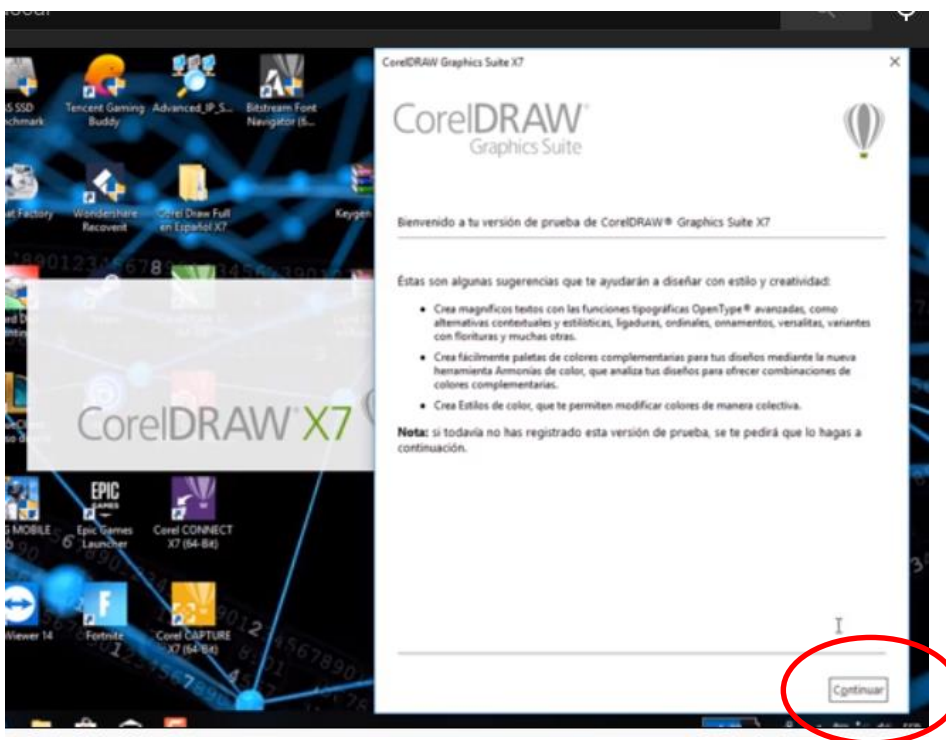 CorelDRAW Graphics Suite X7
CorelDRAW
Graphics Suite
Bienvenido a tu versión de prueba de CorelDRAW® Graphics Suite X7
Éstas son algunas sugerencias que te ayudarán a diseñar con estilo y creatividad:
• Crea magníficos textos con las funciones tipográficas OpenType® avanzadas, como
alternativas contextuales y estilísticas, ligaduras, ordinales, ornamentos, versalitas, variantes
con florituras y muchas otras.
• Crea fácilmente paletas de colores complementarias para tus diseños mediante la nueva
herramienta Armonías de color, que analiza tus diseños para ofrecer combinaciones de
colores complementarias.
• Crea Estilos de color, que te permiten modificar colores de manera colectiva.
Nota: si todavía no has registrado esta versión de prueba, se te pedirá que lo hagas a
continuación.
Continuar
SSD
Tencent Gaming
Buddy
Advanced_IP_S...
Bitstream Font
Navigator (6...
Factory
Wondershare
Recoverit
Corel Draw Full
en Español X7
Keygen
CorelDRAW X7
MOBILE
EPIC
GAMES
Epic Games
Launcher
Corel CONNECT
X7 (64-Bit)
Viewer 14
Fortnite
Corel CAPTURE
X7 (64-Bit)